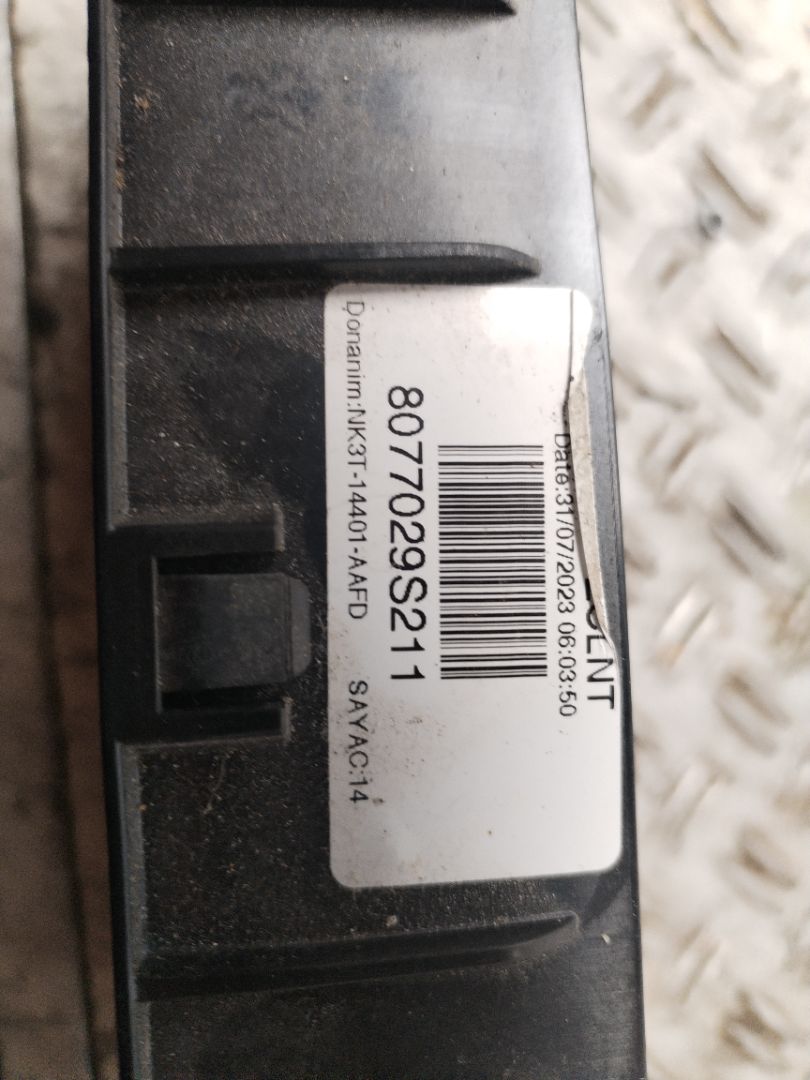 Date:31/07/2023 06:03:50
8077029S211
Donanim:NK3T-14401-AAFD SAYAC:14